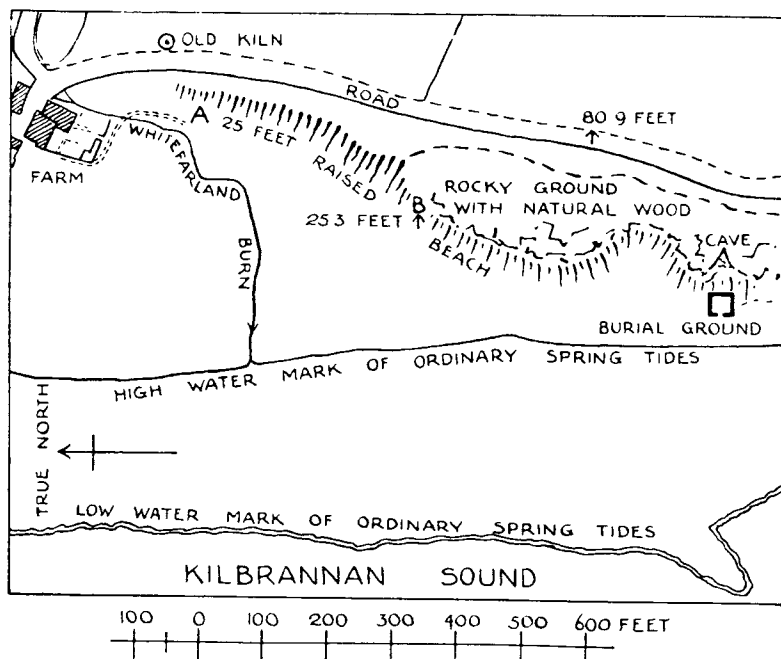 OLD KILN
ROAD
80 9 FEET
A 25 FEET RAISED BEACH
WHITEFARLAND BURN
FARM
ROCKY GROUND
WITH NATURAL WOOD
B
25 3 FEET
CAVE
BURIAL GROUND
HIGH WATER MARK OF ORDINARY SPRING TIDES
TRUE NORTH
LOW WATER MARK OF ORDINARY SPRING TIDES
KILBRANNAN SOUND
100 0 100 200 300 400 500 600 FEET